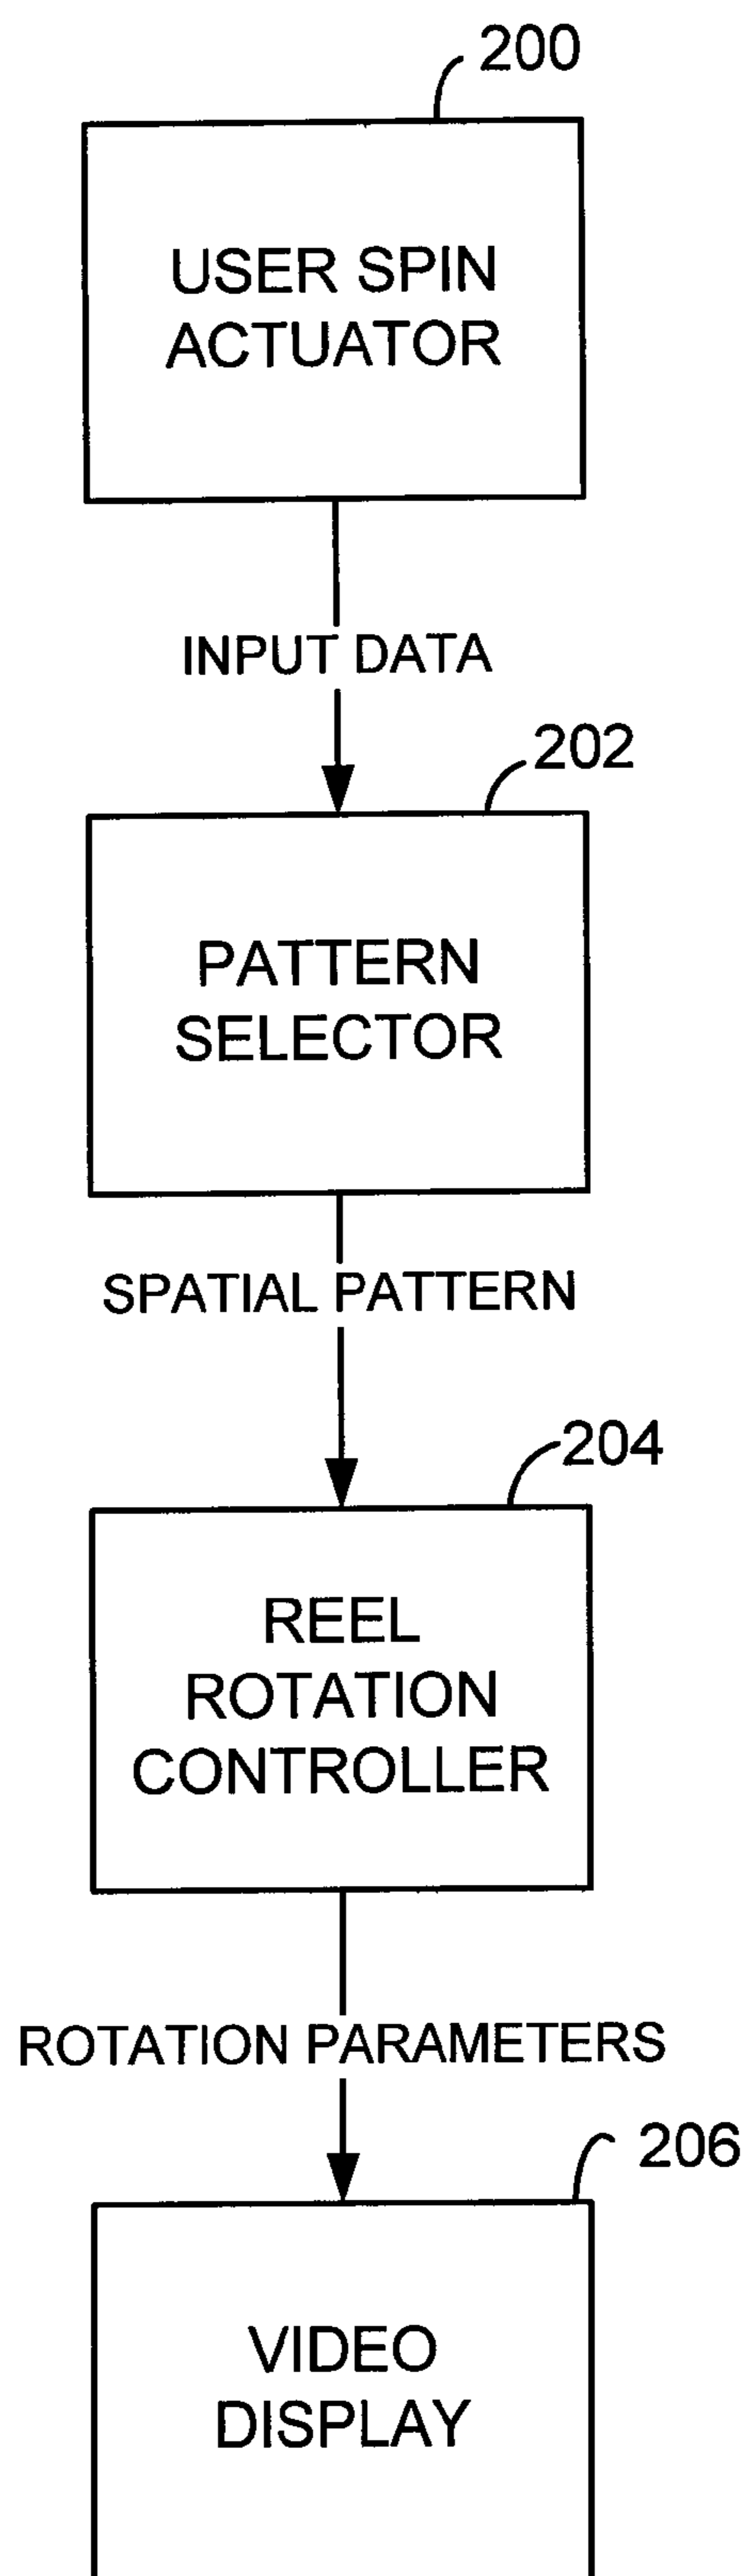 200
USER SPIN
ACTUATOR
INPUT DATA
202
PATTERN
SELECTOR
SPATIAL PATTERN
204
REEL
ROTATION
CONTROLLER
ROTATION PARAMETERS
206
VIDEO
DISPLAY